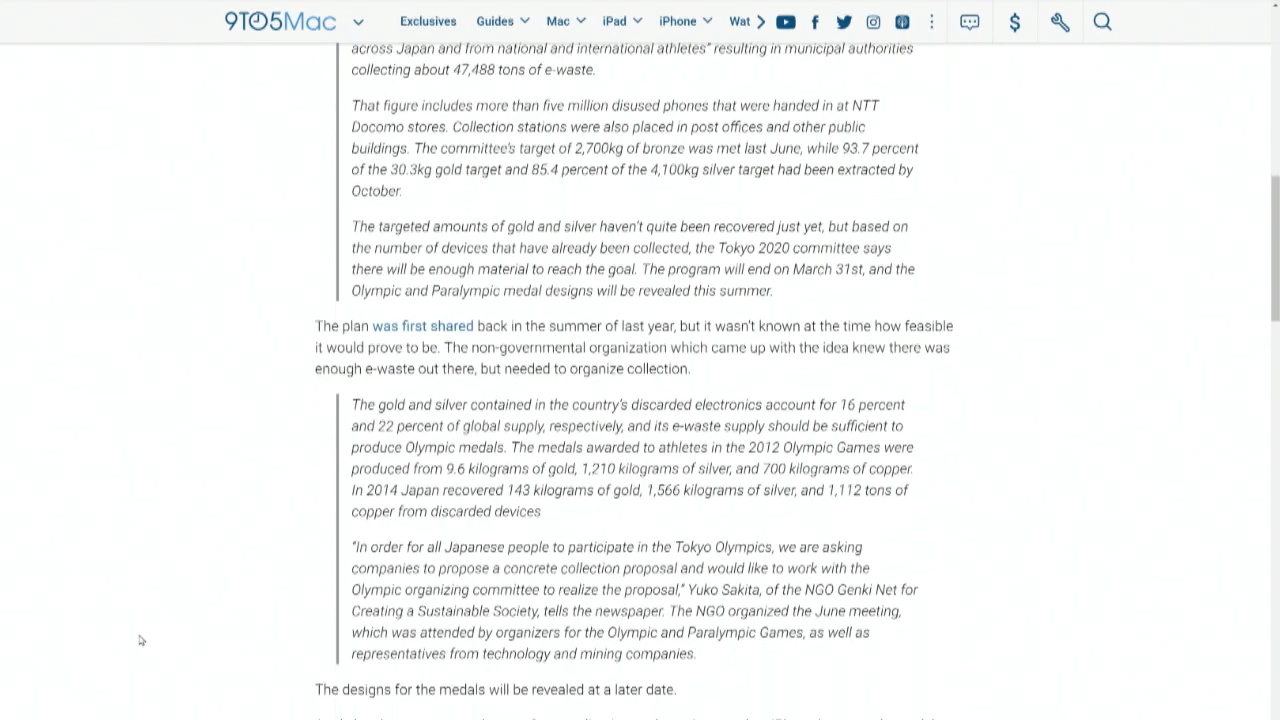 9TO5Mac Exclusives Guides Mac iPad iPhone Wat
across Japan and from national and international athletes" resulting in municipal authorities
collecting about 47,488 tons of e-waste.
That figure includes more than five million disused phones that were handed in at NTT
Docomo stores. Collection stations were also placed in post offices and other public
buildings. The committee's target of 2,700kg of bronze was met last June, while 93.7 percent
of the 30.3kg gold target and 85.4 percent of the 4,100kg silver target had been extracted by
October.
The targeted amounts of gold and silver haven't quite been recovered just yet, but based on
the number of devices that have already been collected, the Tokyo 2020 committee says
there will be enough material to reach the goal. The program will end on March 31st, and the
Olympic and Paralympic medal designs will be revealed this summer.
The plan was first shared back in the summer of last year, but it wasn't known at the time how feasible
it would prove to be. The non-governmental organization which came up with the idea knew there was
enough e-waste out there, but needed to organize collection.
The gold and silver contained in the country's discarded electronics account for 16 percent
and 22 percent of global supply, respectively, and its e-waste supply should be sufficient to
produce Olympic medals. The medals awarded to athletes in the 2012 Olympic Games were
produced from 9.6 kilograms of gold, 1,210 kilograms of silver, and 700 kilograms of copper.
In 2014 Japan recovered 143 kilograms of gold, 1,566 kilograms of silver, and 1,112 tons of
copper from discarded devices
"In order for all Japanese people to participate in the Tokyo Olympics, we are asking
companies to propose a concrete collection proposal and would like to work with the
Olympic organizing committee to realize the proposal," Yuko Sakita, of the NGO Genki Net for
Creating a Sustainable Society, tells the newspaper. The NGO organized the June meeting,
which was attended by organizers for the Olympic and Paralympic Games, as well as
representatives from technology and mining companies.
The designs for the medals will be revealed at a later date.